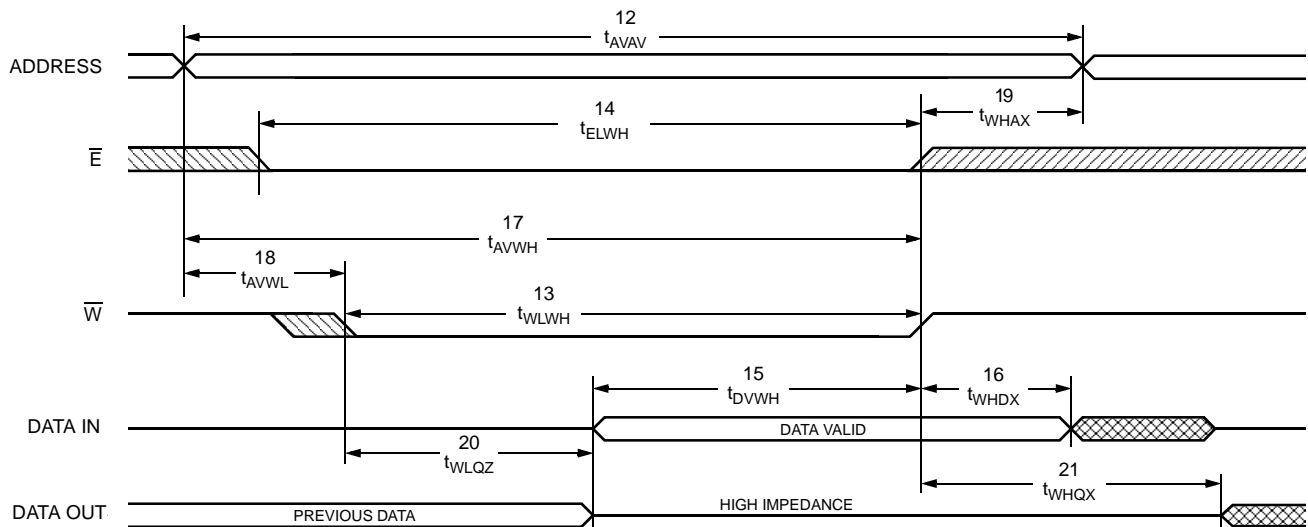 12
tAVAV
ADDRESS
14
tELWH
19
tWHAX
E̅
17
tAVWH
18
tAVWL
13
tWLWH
W̅
15
tDVWH
16
tWHDX
DATA IN
DATA VALID
20
tWLQZ
21
tWHQX
DATA OUT
PREVIOUS DATA
HIGH IMPEDANCE